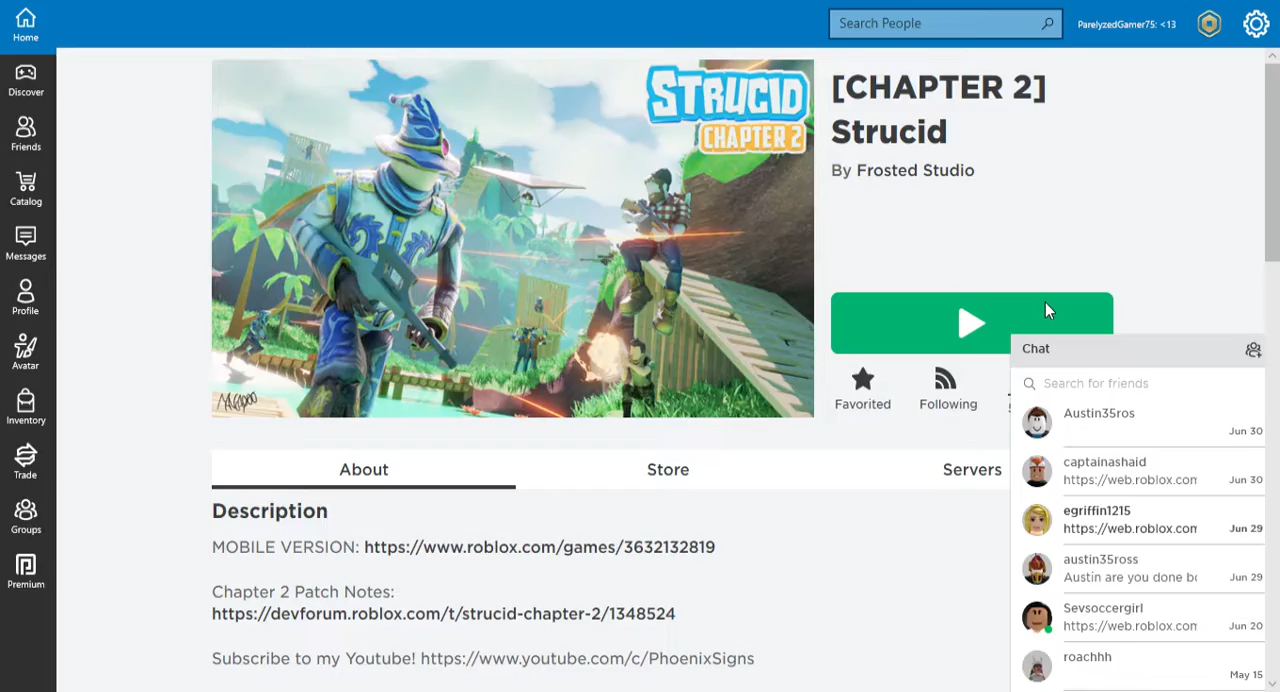 Home
Search People
ParelyzedGamer75: <13
Discover
Friends
Catalog
Messages
Profile
Avatar
Inventory
Trade
Groups
Premium
STRUCID
CHAPTER 2
[CHAPTER 2]
Strucid
By Frosted Studio
Favorited
Following
About
Store
Servers
Description
MOBILE VERSION: https://www.roblox.com/games/3632132819
Chapter 2 Patch Notes:
https://devforum.roblox.com/t/strucid-chapter-2/1348524
Subscribe to my Youtube! https://www.youtube.com/c/PhoenixSigns
Chat
Search for friends
Austin35ros
Jun 30
captainashaid
https://web.roblox.com Jun 30
egriffin1215
https://web.roblox.com Jun 29
austin35ross
Austin are you done bo Jun 29
Sevsoccergirl
https://web.roblox.com Jun 20
roachhh
May 15